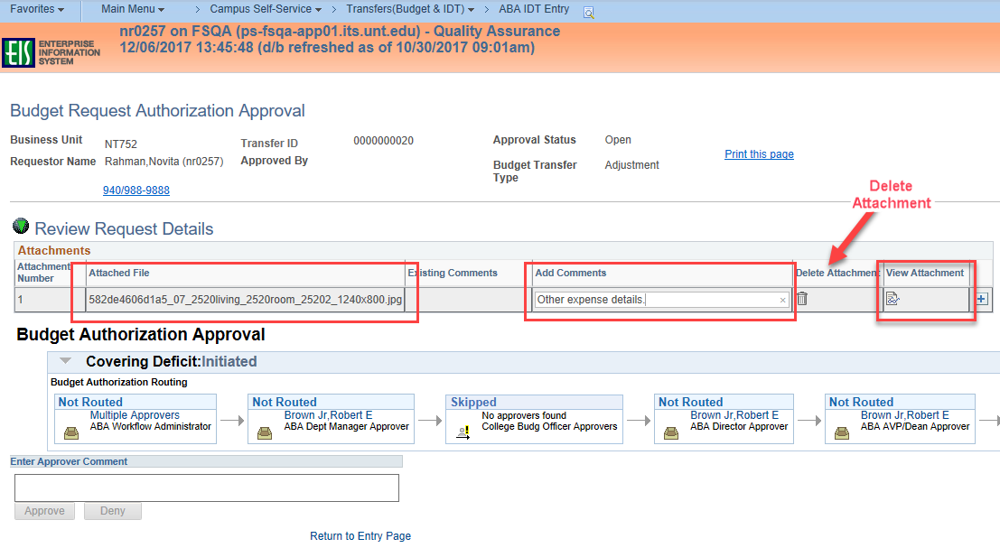 Favorites Main Menu > Campus Self-Service > Transfers(Budget & IDT) > ABA IDT Entry
nr0257 on FSQA (ps-fsqa-app01.its.unt.edu) - Quality Assurance
12/06/2017 13:45:48 (d/b refreshed as of 10/30/2017 09:01am)
EIS ENTERPRISE
INFORMATION
SYSTEM
Budget Request Authorization Approval
Business Unit NT752 Transfer ID 0000000020 Approval Status Open
Requestor Name Rahman,Novita (nr0257) Approved By Budget Transfer
Type Adjustment
Print this page
940/988-9888
Delete
Attachment
Review Request Details
Attachments
Attachment
Number Attached File Existing Comments Add Comments Delete Attachment View Attachment
1 582de4606d1a5_07_2520living_2520room_25202_1240x800.jpg Other expense details. ×
Budget Authorization Approval
Covering Deficit:Initiated
Budget Authorization Routing
Not Routed Not Routed Skipped Not Routed Not Routed
Multiple Approvers Brown Jr,Robert E No approvers found Brown Jr,Robert E Brown Jr,Robert E
ABA Workflow Administrator ABA Dept Manager Approver College Budg Officer Approvers ABA Director Approver ABA AVP/Dean Approver
Enter Approver Comment
Approve Deny
Return to Entry Page